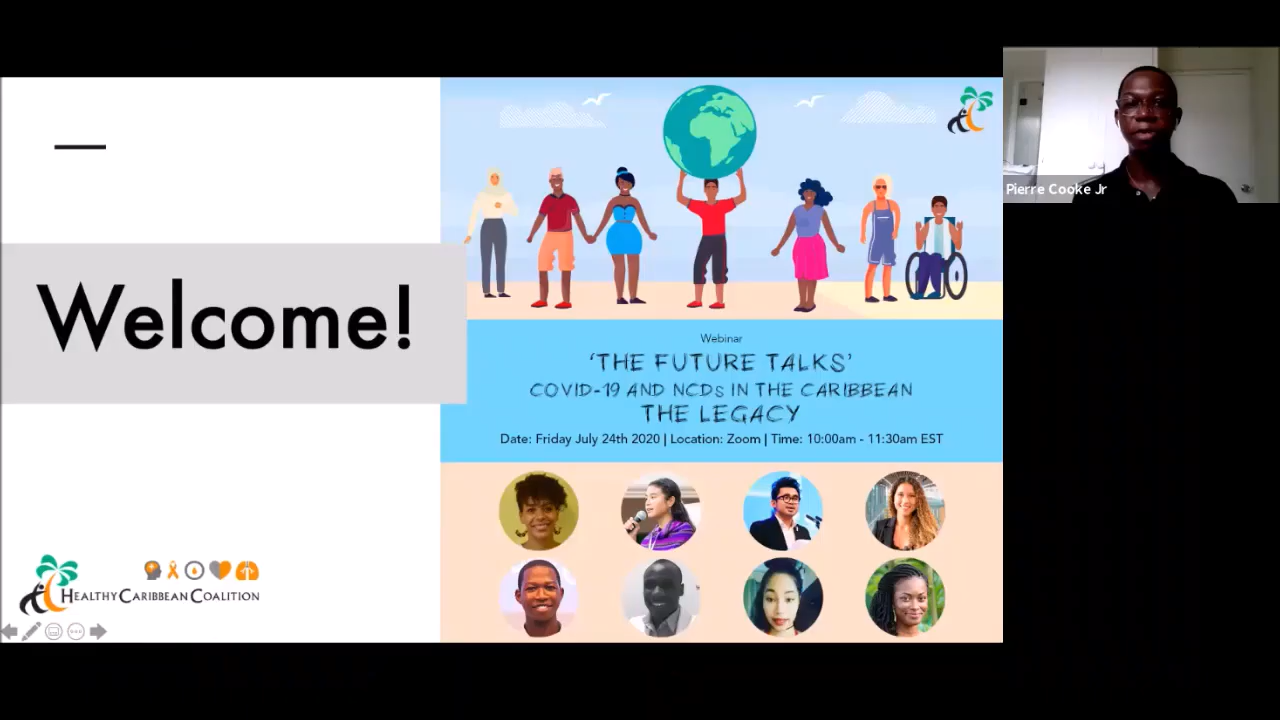 Welcome!
HEALTHY CARIBBEAN COALITION
Webinar
‘THE FUTURE TALKS’
COVID-19 AND NCDs IN THE CARIBBEAN
THE LEGACY
Date: Friday July 24th 2020 | Location: Zoom | Time: 10:00am - 11:30am EST
Pierre Cooke Jr